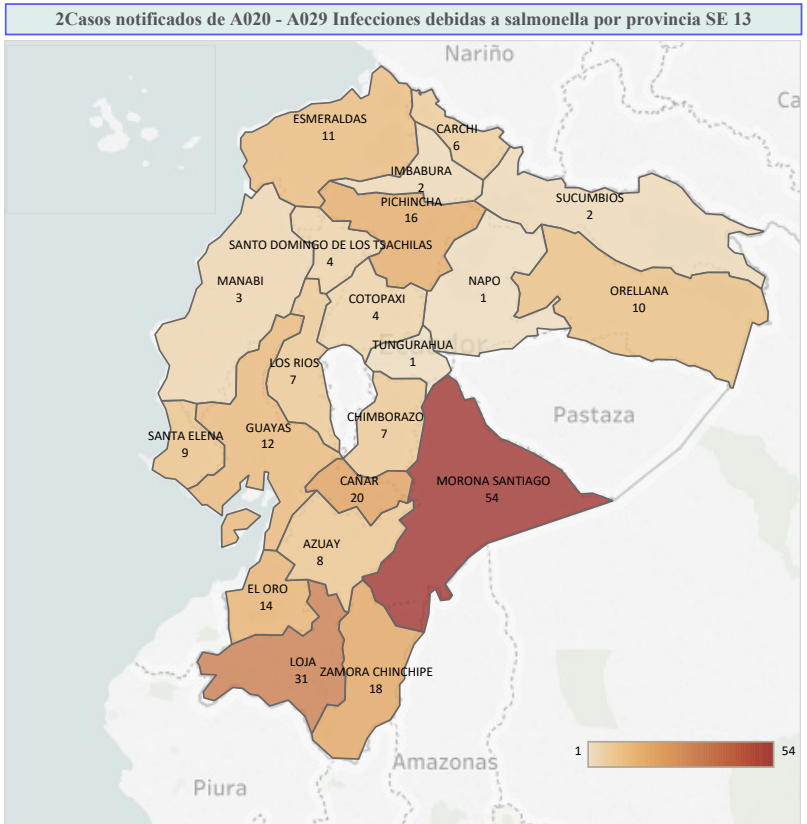 2Casos notificados de A020 - A029 Infecciones debidas a salmonella por provincia SE 13
Nariño
Ca
ESMERALDAS
11
CARCHI
6
IMBABURA
2
PICHINCHA
16
SUCUMBIOS
2
SANTO DOMINGO DE LOS TSACHILAS
4
MANABI
3
COTOPAXI
4
NAPO
1
ORELLANA
10
Ecuador
TUNGURAHUA
1
LOS RIOS
7
Pastaza
CHIMBORAZO
7
SANTA ELENA
9
GUAYAS
12
CAÑAR
20
MORONA SANTIAGO
54
AZUAY
8
EL ORO
14
LOJA
31
ZAMORA CHINCHIPE
18
1
54
Amazonas
Piura